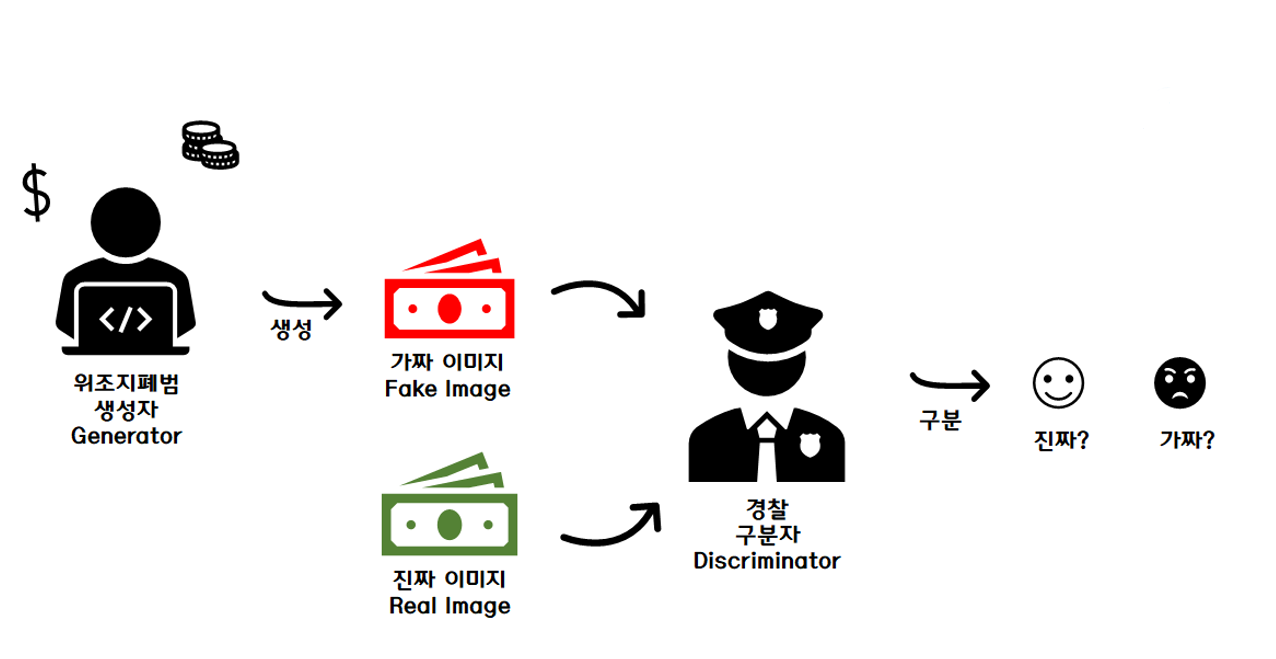 $
</>
위조지폐범
생성자
Generator
생성
가짜 이미지
Fake Image
진짜 이미지
Real Image
경찰
구분자
Discriminator
구분
진짜?
가짜?